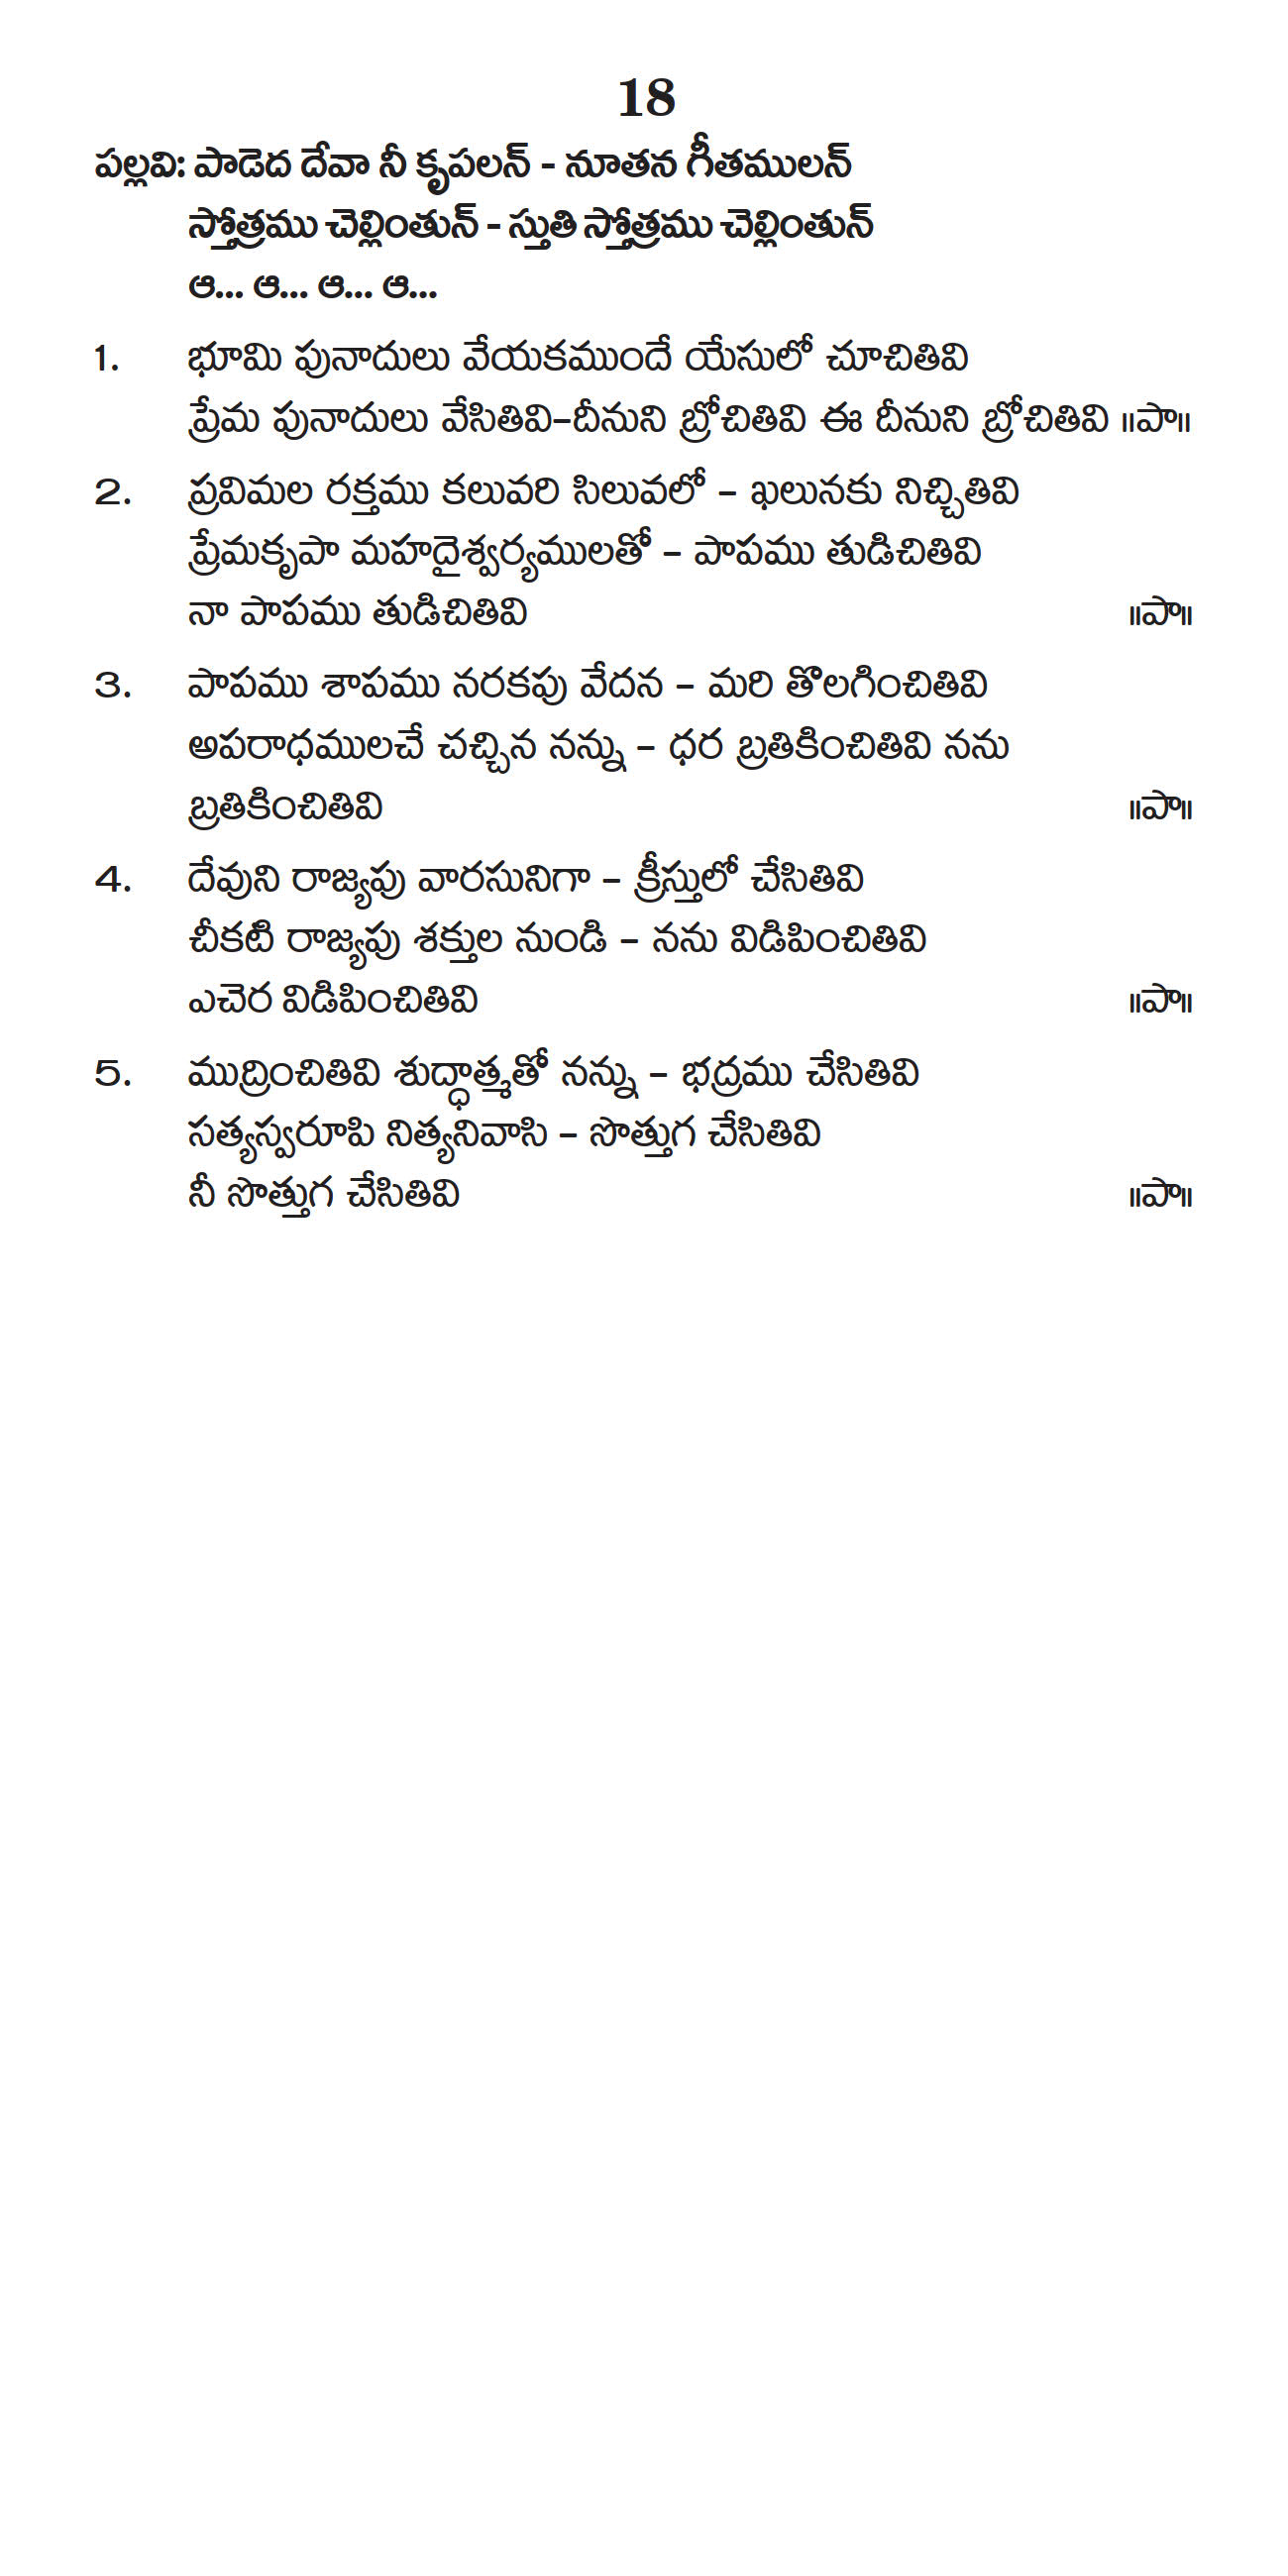 18
పల్లవి: పాడెద దేవా నీ కృపలన్ - నూతన గీతములన్
స్తోత్రము చెల్లింతున్ - స్తుతి స్తోత్రము చెల్లింతున్
ఆ... ఆ... ఆ... ఆ...
1. భూమి పునాదులు వేయకముందే యేసులో చూచితివి
ప్రేమ పునాదులు వేసితివి–దీనుని బ్రోచితివి ఈ దీనుని బ్రోచితివి ॥పా॥
2. ప్రవిమల రక్తము కలువరి సిలువలో – ఖలునకు నిచ్చితివి
ప్రేమకృపా మహదైశ్వర్యములతో – పాపము తుడిచితివి
నా పాపము తుడిచితివి ॥పా॥
3. పాపము శాపము నరకపు వేదన – మరి తొలగించితివి
అపరాధములచే చచ్చిన నన్ను – ధర బ్రతికించితివి నను
బ్రతికించితివి ॥పా॥
4. దేవుని రాజ్యపు వారసునిగా – క్రీస్తులో చేసితివి
చీకటి రాజ్యపు శక్తుల నుండి – నను విడిపించితివి
ఎచెర విడిపించితివి ॥పా॥
5. ముద్రించితివి శుద్ధాత్మతో నన్ను – భద్రము చేసితివి
సత్యస్వరూపి నిత్యనివాసి – సొత్తుగ చేసితివి
నీ సొత్తుగ చేసితివి ॥పా॥